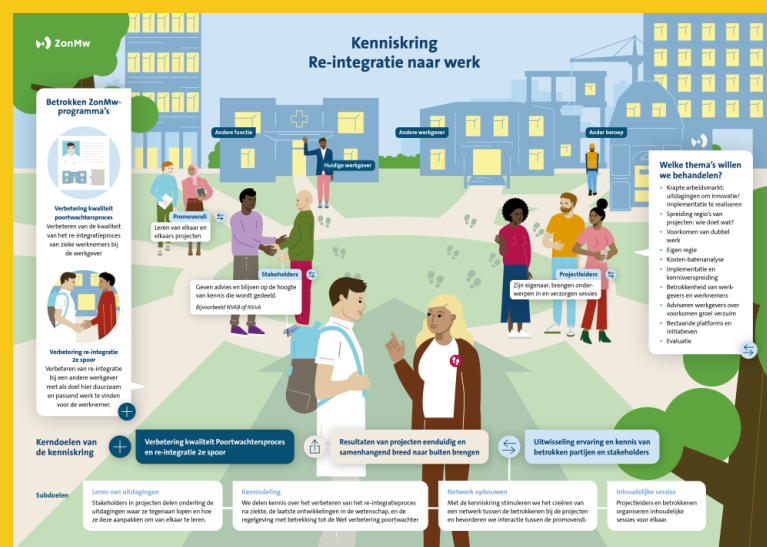 ZonMw
Kenniskring
Re-integratie naar werk
Betrokken ZonMw-
programma's
Verbetering kwaliteit
poortwachtersproces
Verbeteren van de kwaliteit
van het re-integratieproces
van zieke werknemers bij
de werkgever
Verbetering re-integratie
2e spoor
Verbeteren van re-integratie
bij een andere werkgever
met als doel hier duurzaam
en passend werk te vinden
voor de werknemer.
Andere functie
Huidige werkgever
Andere werkgever
Ander beroep
Promovendi
Leren van elkaar en
elkaars projecten
Stakeholders
Geven advies en blijven op de hoogte
van kennis die wordt gedeeld.
Bijvoorbeeld NVAB of NVvA
Projectleiders
Zijn eigenaar, brengen onder-
werpen in en verzorgen sessies
Welke thema's willen
we behandelen?
• Krapte arbeidsmarkt:
uitdagingen om innovatie/
implementatie te realiseren
• Spreiding regio's van
projecten: wie doet wat?
• Voorkomen van dubbel
werk
• Eigen regie
• Kosten-batenanalyse
• Implementatie en
kennisverspreiding
• Betrokkenheid van werk-
gevers en werknemers
• Adviseren werkgevers over
voorkomen groei verzuim
• Bestaande platforms en
initiatieven
• Evaluatie
Kerndoelen van
de kenniskring
Verbetering kwaliteit Poortwachtersproces
en re-integratie 2e spoor
Resultaten van projecten eenduidig en
samenhangend breed naar buiten brengen
Uitwisseling ervaring en kennis van
betrokken partijen en stakeholders
Subdoelen
Leren van uitdagingen
Stakeholders in projecten delen onderling de
uitdagingen waar ze tegenaan lopen en hoe
ze deze aanpakken om van elkaar te leren.
Kennisdeling
We delen kennis over het verbeteren van het re-integratieproces
na ziekte, de laatste ontwikkelingen in de wetenschap, en de
regelgeving met betrekking tot de Wet verbetering poortwachter
Netwerk opbouwen
Met de kenniskring stimuleren we het creëren van
een netwerk tussen de betrokkenen bij de projecten
en bevorderen we interactie tussen de promovendi.
Inhoudelijke sessies
Projectleiders en betrokkenen
organiseren inhoudelijke
sessies voor elkaar.